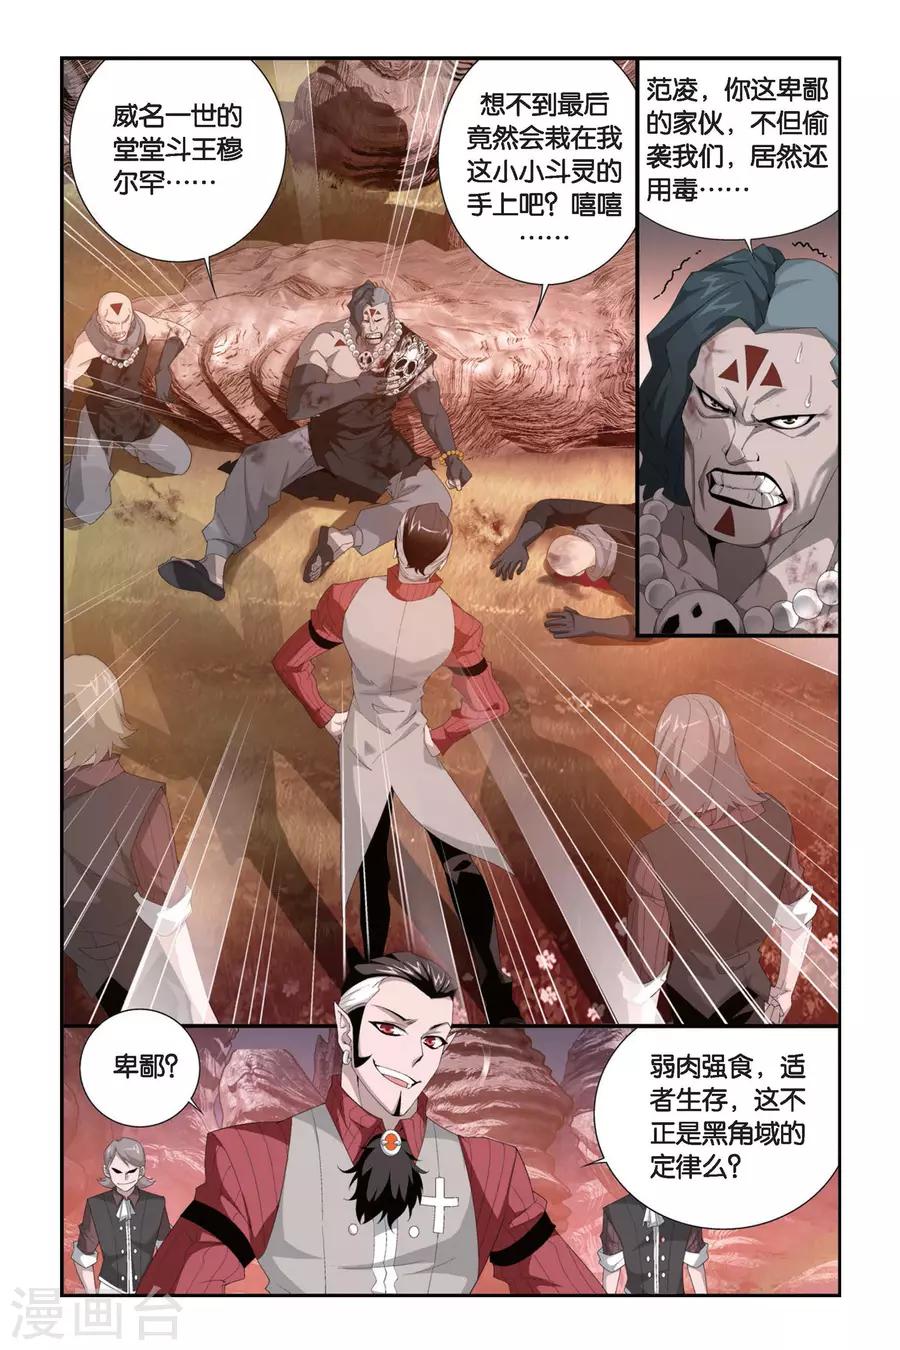 威名一世的
堂堂斗王穆
尔罕……
想不到最后
竟然会栽在我
这小小斗灵的
手上吧？嘻嘻
……
范凌，你这卑鄙
的家伙，不但偷
袭我们，居然还
用毒……
卑鄙？
弱肉强食，适
者生存，这不
正是黑角域的
定律么？
漫画台